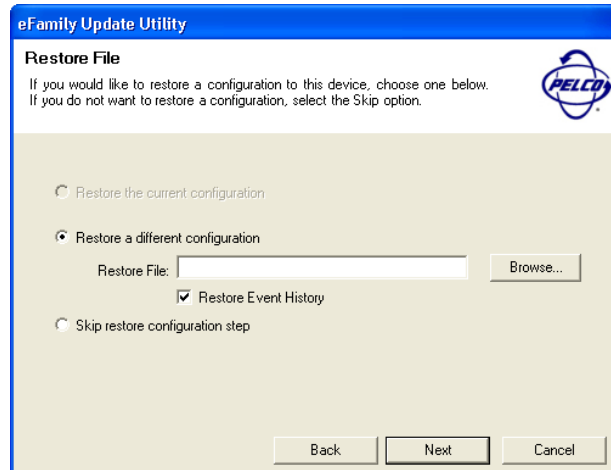 eFamily Update Utility
Restore File
If you would like to restore a configuration to this device, choose one below.
If you do not want to restore a configuration, select the Skip option.
PELCO
Restore the current configuration
Restore a different configuration
Restore File:
Browse...
Restore Event History
Skip restore configuration step
Back
Next
Cancel